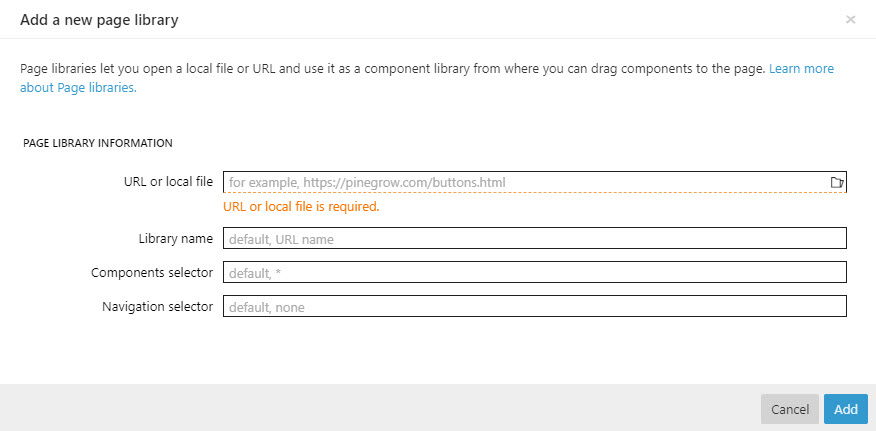 Add a new page library
×
Page libraries let you open a local file or URL and use it as a component library from where you can drag components to the page. Learn more
about Page libraries.
PAGE LIBRARY INFORMATION
URL or local file
for example, https://pinegrow.com/buttons.html
URL or local file is required.
Library name
default, URL name
Components selector
default, *
Navigation selector
default, none
Cancel
Add